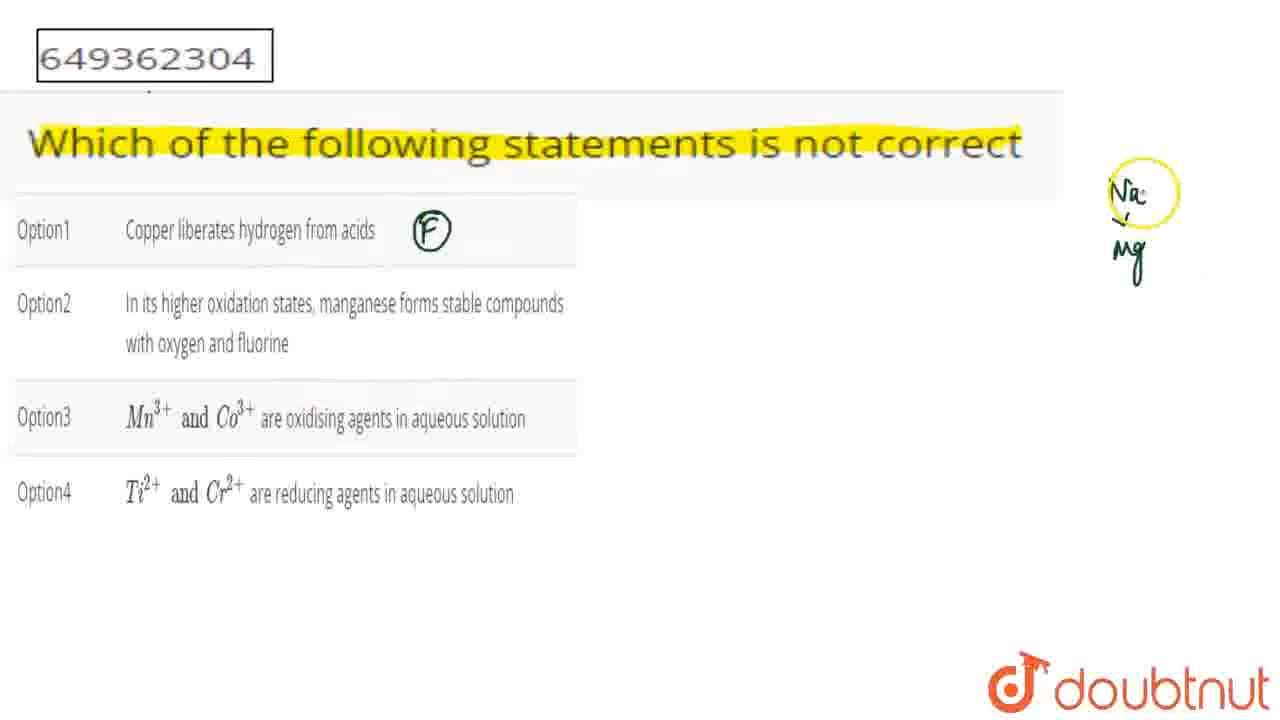 649362304
Which of the following statements is not correct
Option1 Copper liberates hydrogen from acids F
Na
Mg
Option2 In its higher oxidation states, manganese forms stable compounds
with oxygen and fluorine
Option3 Mn³⁺ and Co³⁺ are oxidising agents in aqueous solution
Option4 Ti²⁺ and Cr²⁺ are reducing agents in aqueous solution
doubtnut